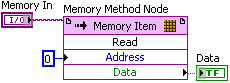 Memory In
Memory Method Node
I/O
Memory Item
Read
0
Address
Data
Data
TF